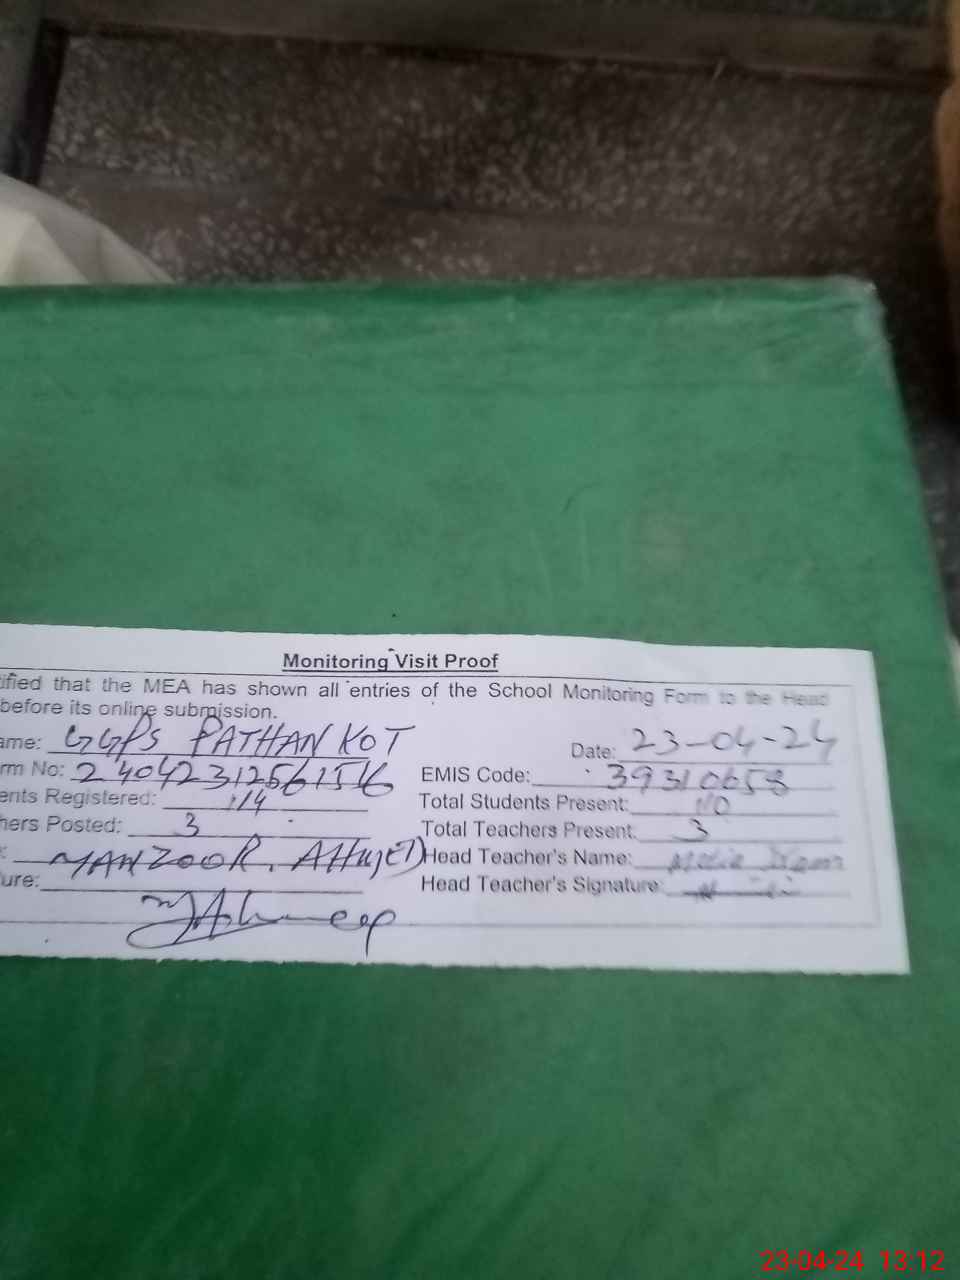 Monitoring Visit Proof
ified that the MEA has shown all entries of the School Monitoring Form to the Head
before its online submission.
ame: GGPS PATHAN KOT Date: 23-04-24
rm No: 24042312561516 EMIS Code: 39310658
ents Registered: 114 Total Students Present: 110
hers Posted: 3 Total Teachers Present: 3
: MANZOOR. AHMED Head Teacher's Name:
ure: Head Teacher's Signature:
23-04-24 13:12